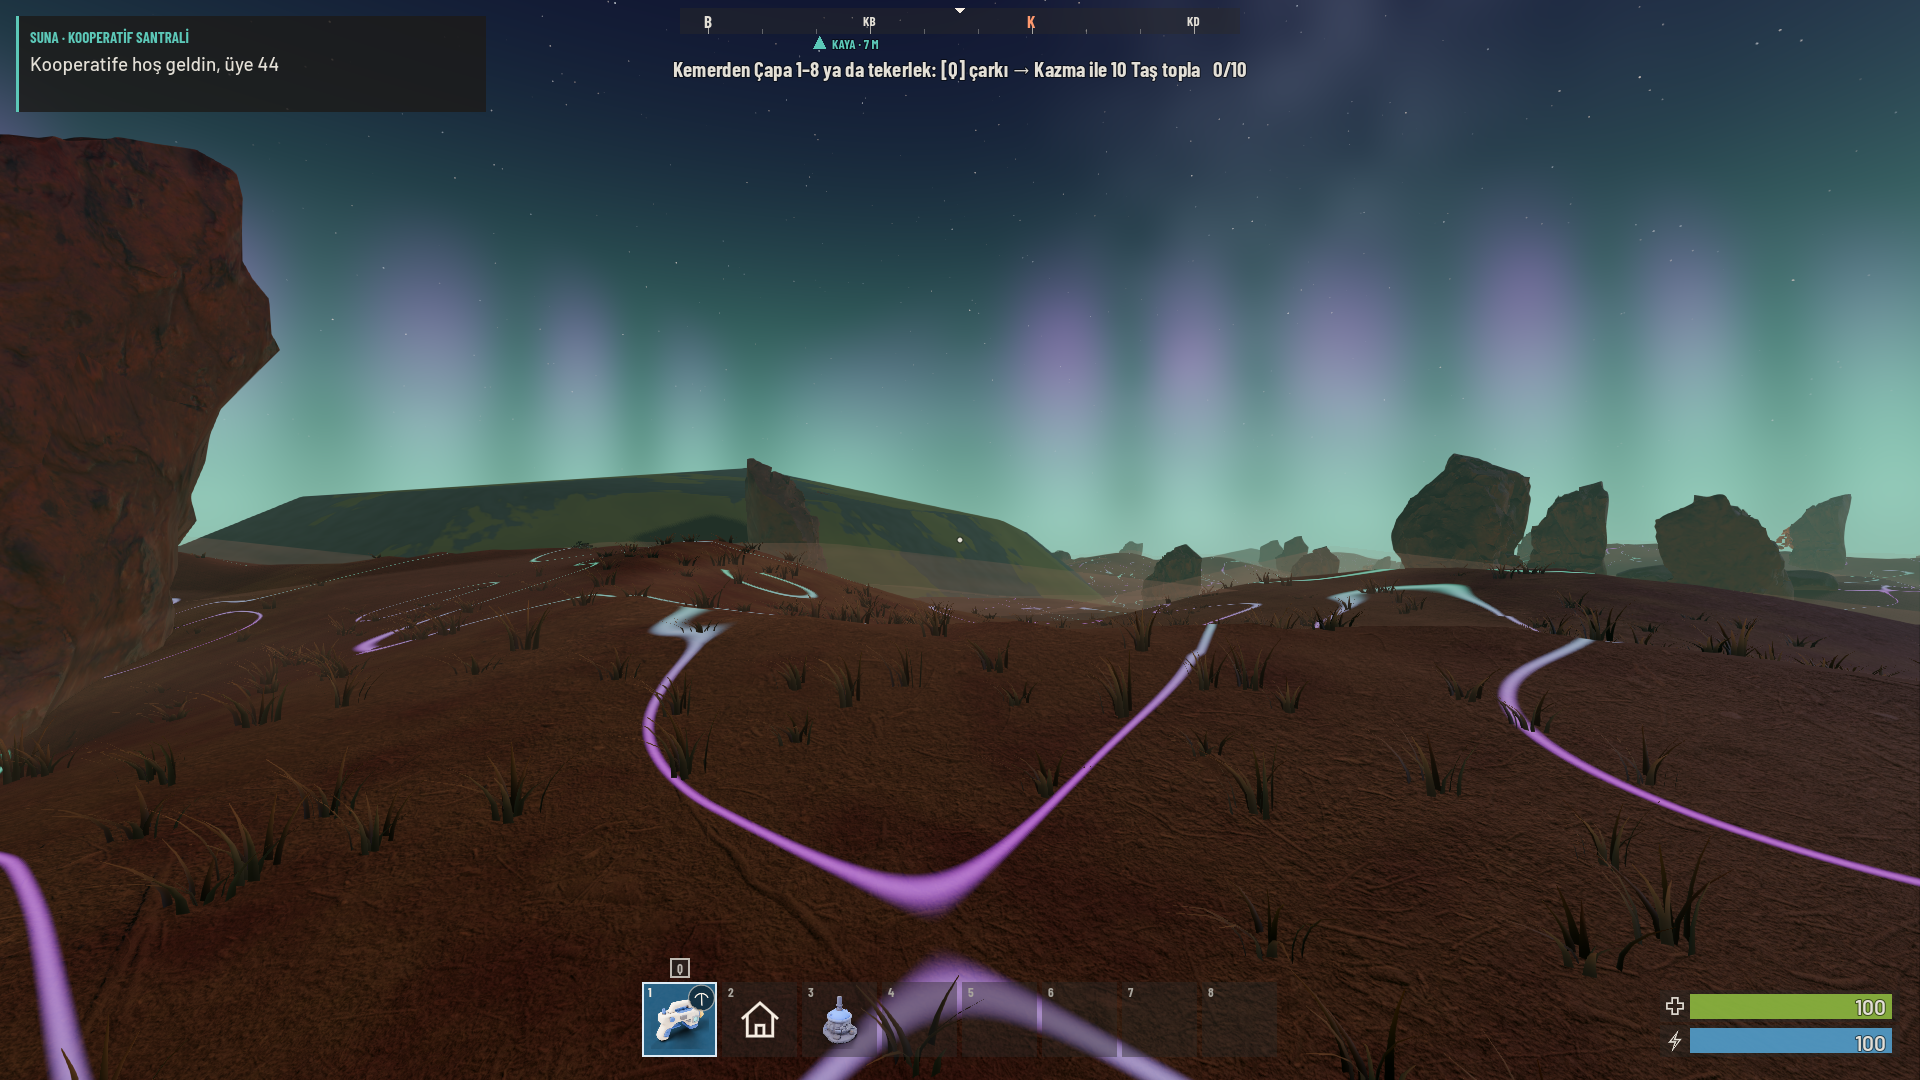 SUNA · KOOPERATİF SANTRALİ
Kooperatife hoş geldin, üye 44
B KB K KD
KAYA · 7 M
Kemerden Çapa 1-8 ya da tekerlek: [Q] çarkı → Kazma ile 10 Taş topla 0/10
Q
1 2 3 4 5 6 7 8
100
100